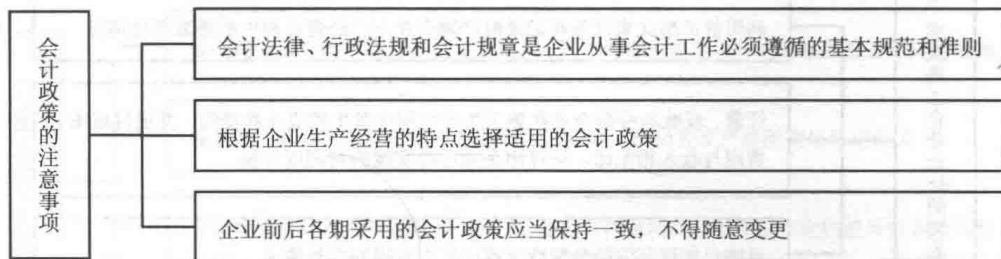 会计政策的注意事项
会计法律、行政法规和会计规章是企业从事会计工作必须遵循的基本规范和准则
根据企业生产经营的特点选择适用的会计政策
企业前后各期采用的会计政策应当保持一致，不得随意变更